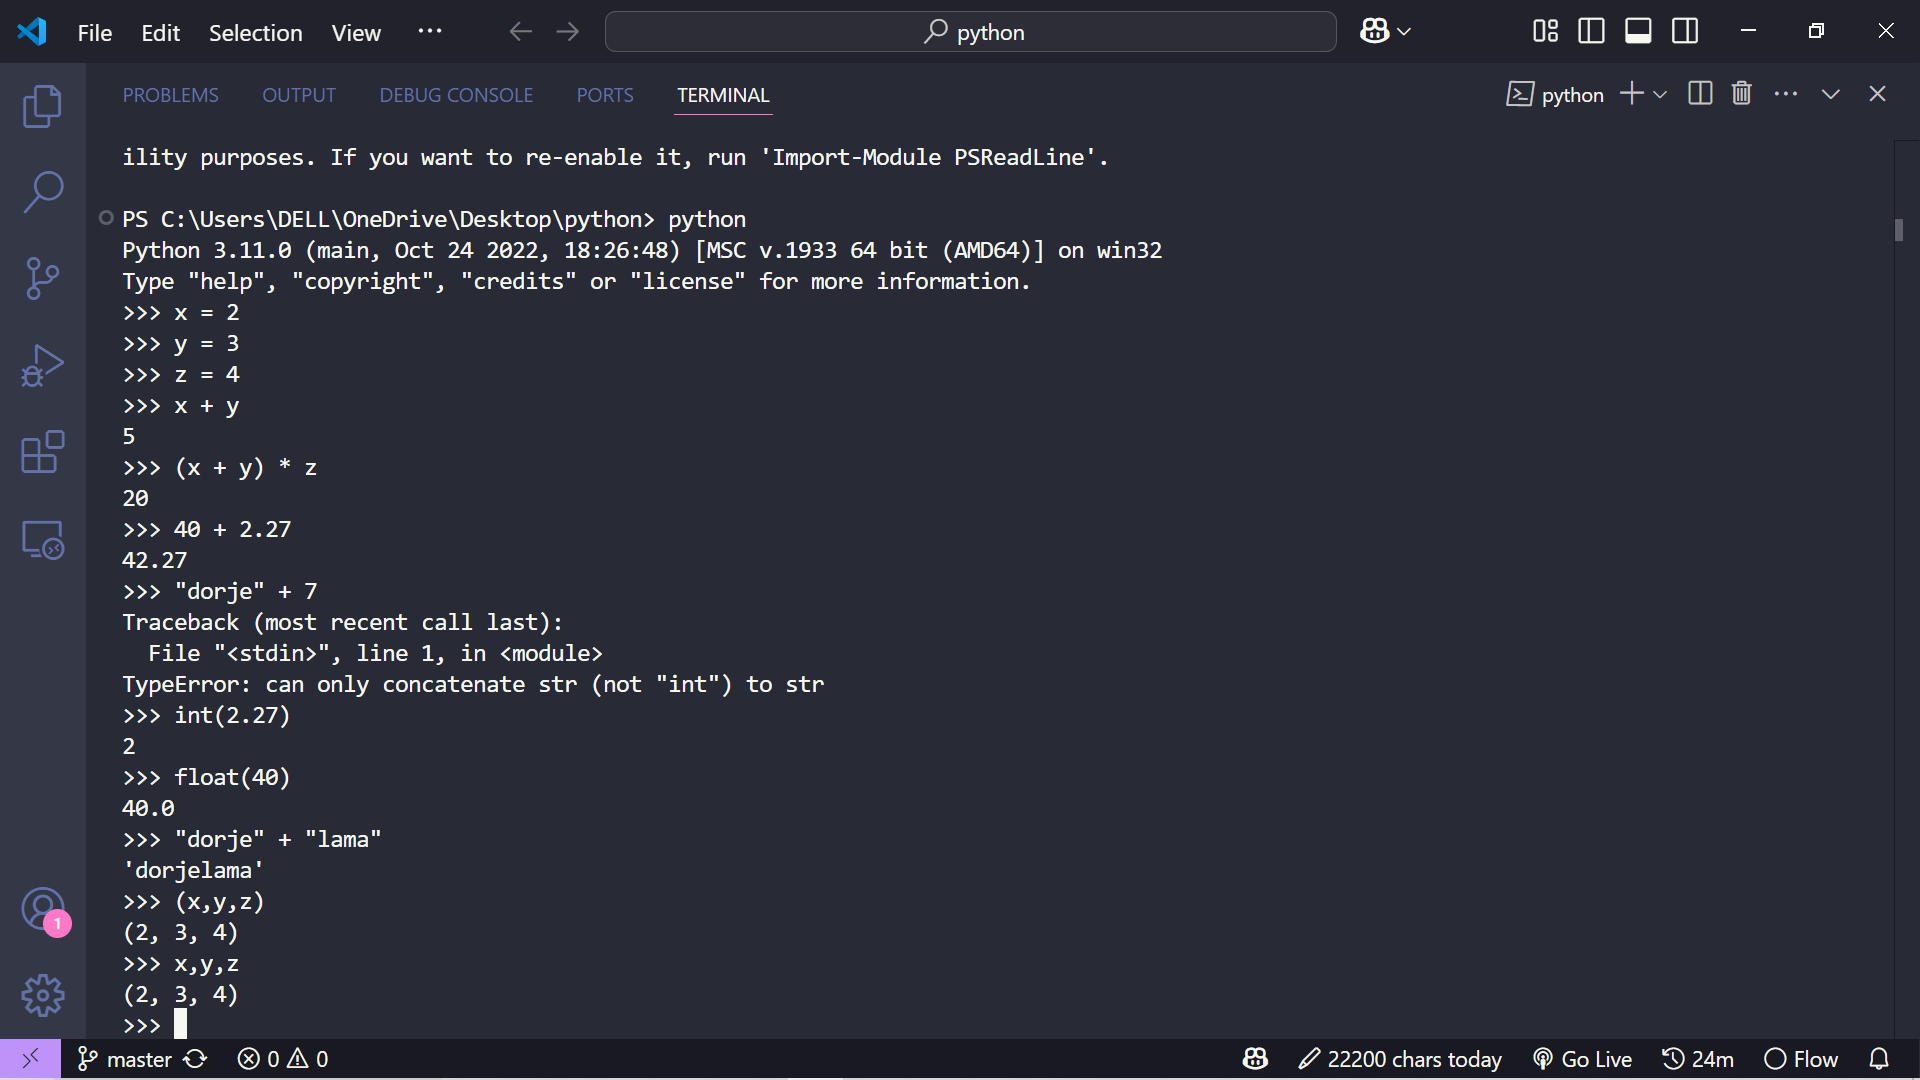 File Edit Selection View ··· python
PROBLEMS OUTPUT DEBUG CONSOLE PORTS TERMINAL python
ility purposes. If you want to re-enable it, run 'Import-Module PSReadLine'.
PS C:\Users\DELL\OneDrive\Desktop\python> python
Python 3.11.0 (main, Oct 24 2022, 18:26:48) [MSC v.1933 64 bit (AMD64)] on win32
Type "help", "copyright", "credits" or "license" for more information.
>>> x = 2
>>> y = 3
>>> z = 4
>>> x + y
5
>>> (x + y) * z
20
>>> 40 + 2.27
42.27
>>> "dorje" + 7
Traceback (most recent call last):
  File "<stdin>", line 1, in <module>
TypeError: can only concatenate str (not "int") to str
>>> int(2.27)
2
>>> float(40)
40.0
>>> "dorje" + "lama"
'dorjelama'
>>> (x,y,z)
(2, 3, 4)
>>> x,y,z
(2, 3, 4)
>>>
1
master 0 0 22200 chars today Go Live 24m Flow